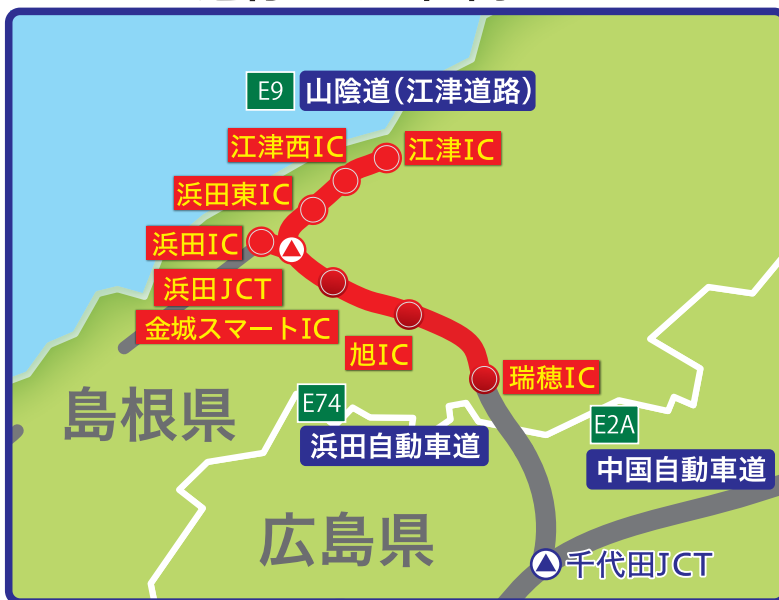 E9
山陰道(江津道路)
江津西IC
江津IC
浜田東IC
浜田IC
浜田JCT
金城スマートIC
旭IC
瑞穂IC
島根県
E74
浜田自動車道
E2A
中国自動車道
広島県
千代田JCT